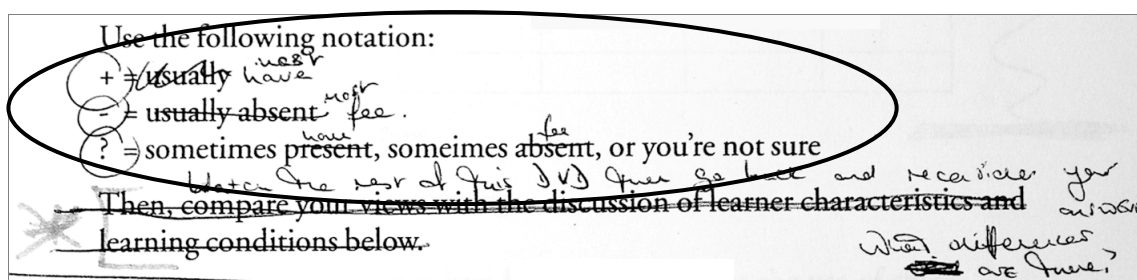 Use the following notation:
most
+ = usually have
most
- = usually absent fee.
have fee
? = sometimes present, someimes absent, or you're not sure
Watch the rest of this DVD then go back and reconsider your answers
Then, compare your views with the discussion of learner characteristics and
learning conditions below.
What differences
are there?